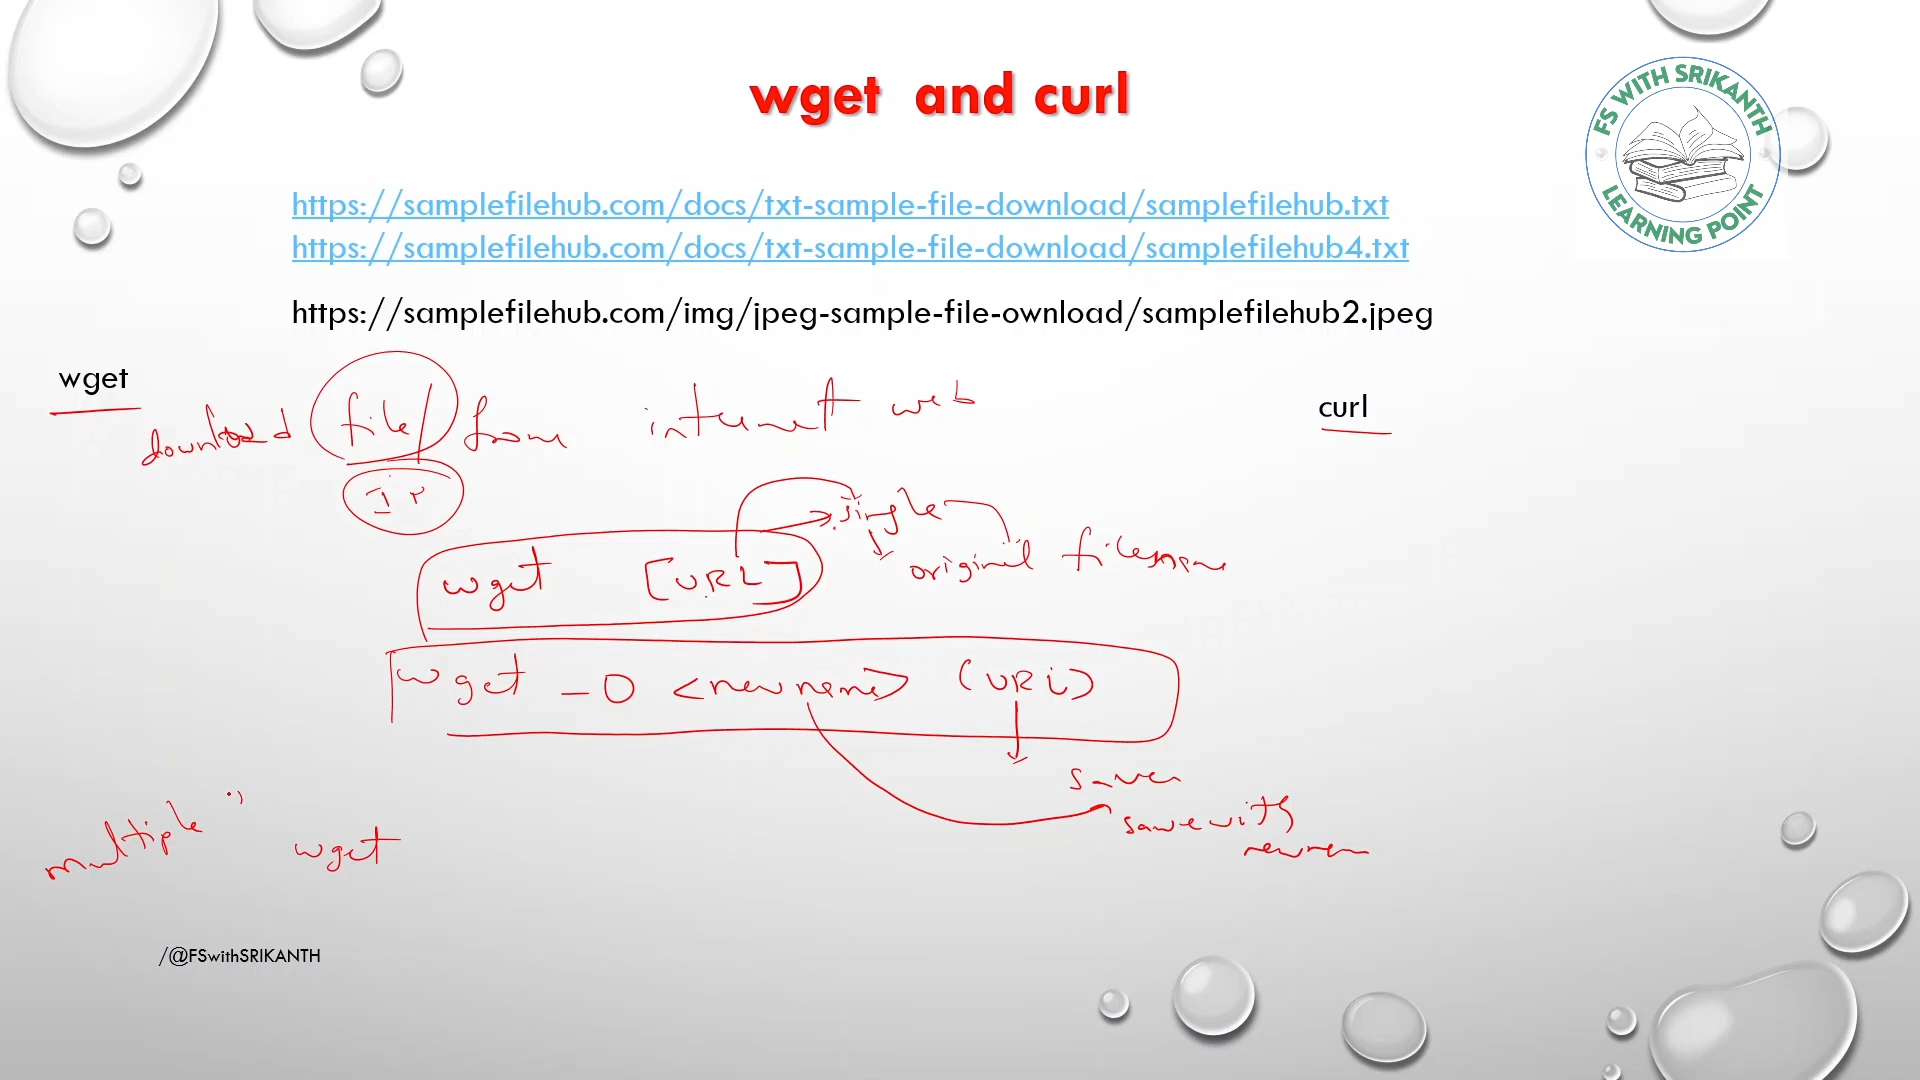 wget and curl
FS WITH SRIKANTH
LEARNING POINT
https://samplefilehub.com/docs/txt-sample-file-download/samplefilehub.txt
https://samplefilehub.com/docs/txt-sample-file-download/samplefilehub4.txt
https://samplefilehub.com/img/jpeg-sample-file-ownload/samplefilehub2.jpeg
wget
curl
download file/ from internet web
single
original filename
wget [URL]
wget -O <newname> (URL)
save
save with
multiple wget
/@FSwithSRIKANTH